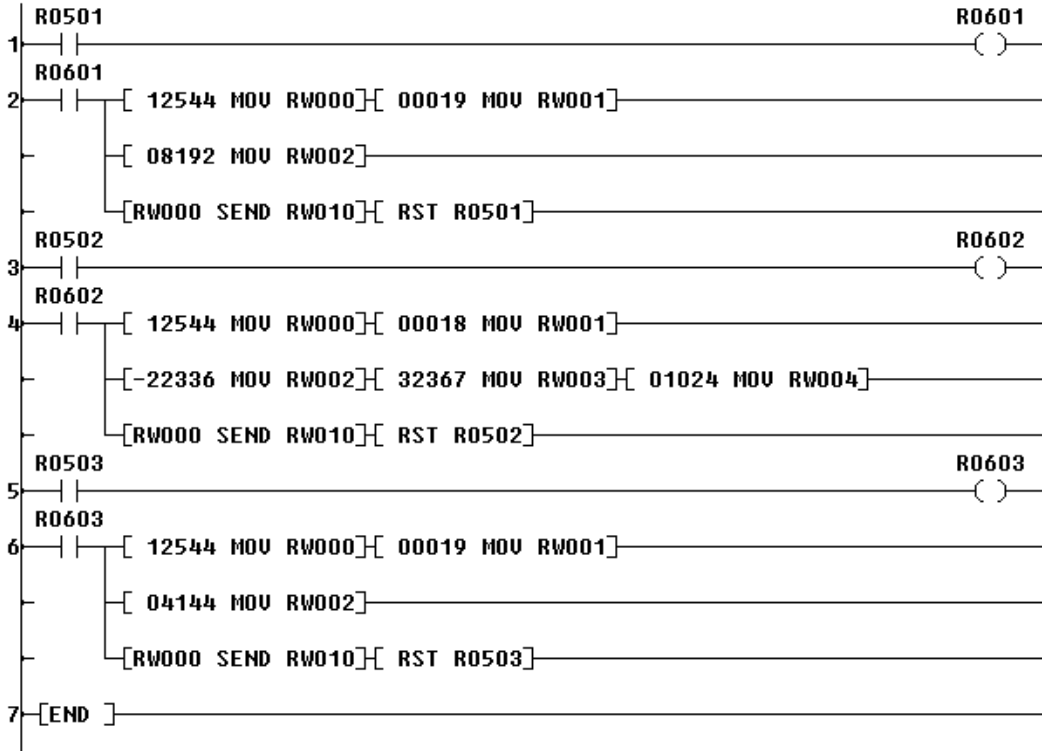 R0501 R0601
1
R0601
2 [ 12544 MOV RW000][ 00019 MOV RW001]
[ 08192 MOV RW002]
[RW000 SEND RW010][ RST R0501]
R0502 R0602
3
R0602
4 [ 12544 MOV RW000][ 00018 MOV RW001]
[-22336 MOV RW002][ 32367 MOV RW003][ 01024 MOV RW004]
[RW000 SEND RW010][ RST R0502]
R0503 R0603
5
R0603
6 [ 12544 MOV RW000][ 00019 MOV RW001]
[ 04144 MOV RW002]
[RW000 SEND RW010][ RST R0503]
7 [END ]